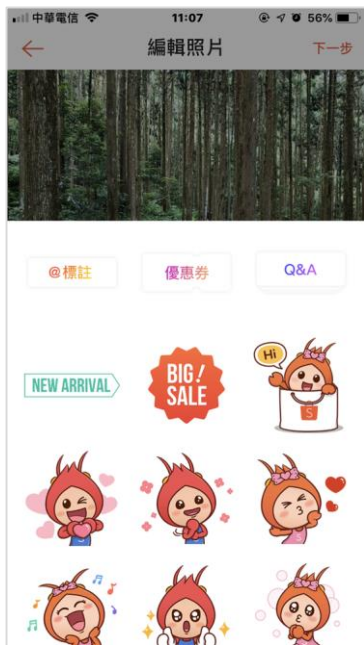 中華電信 11:07 56%
編輯照片 下一步
@標註 優惠券 Q&A
NEW ARRIVAL
BIG!
SALE
Hi
S